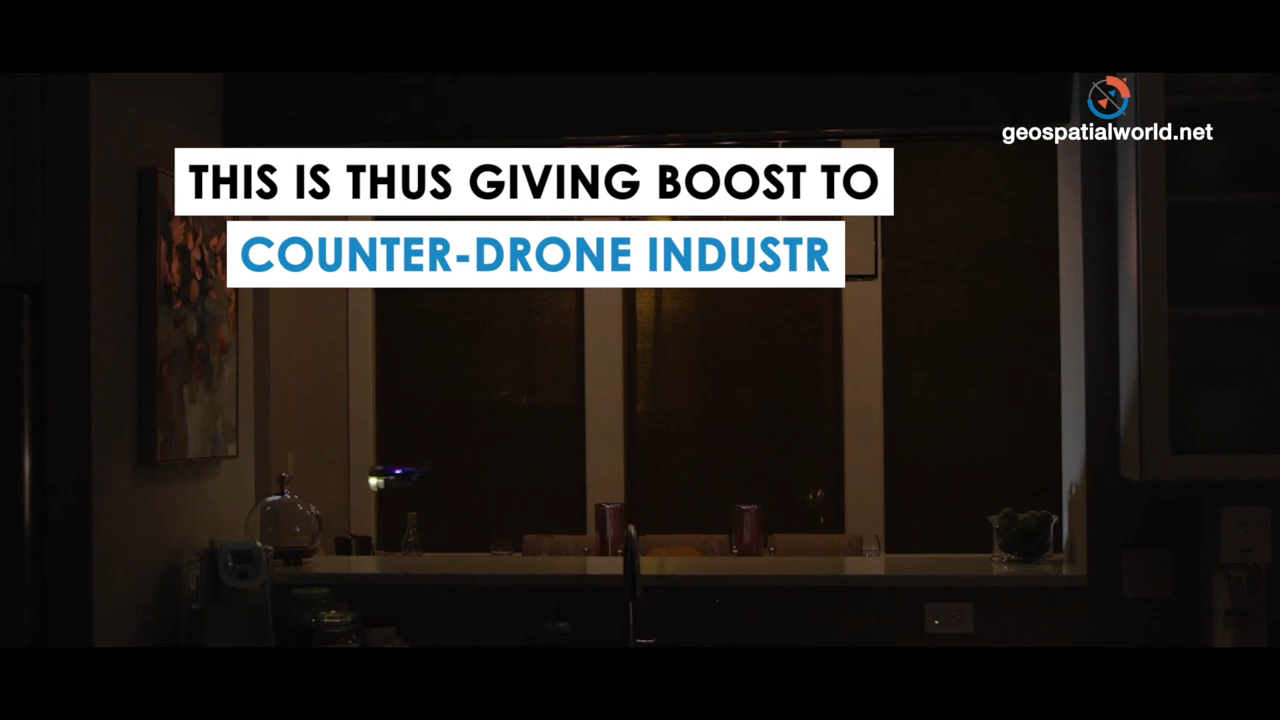 geospatialworld.net
THIS IS THUS GIVING BOOST TO
COUNTER-DRONE INDUSTR